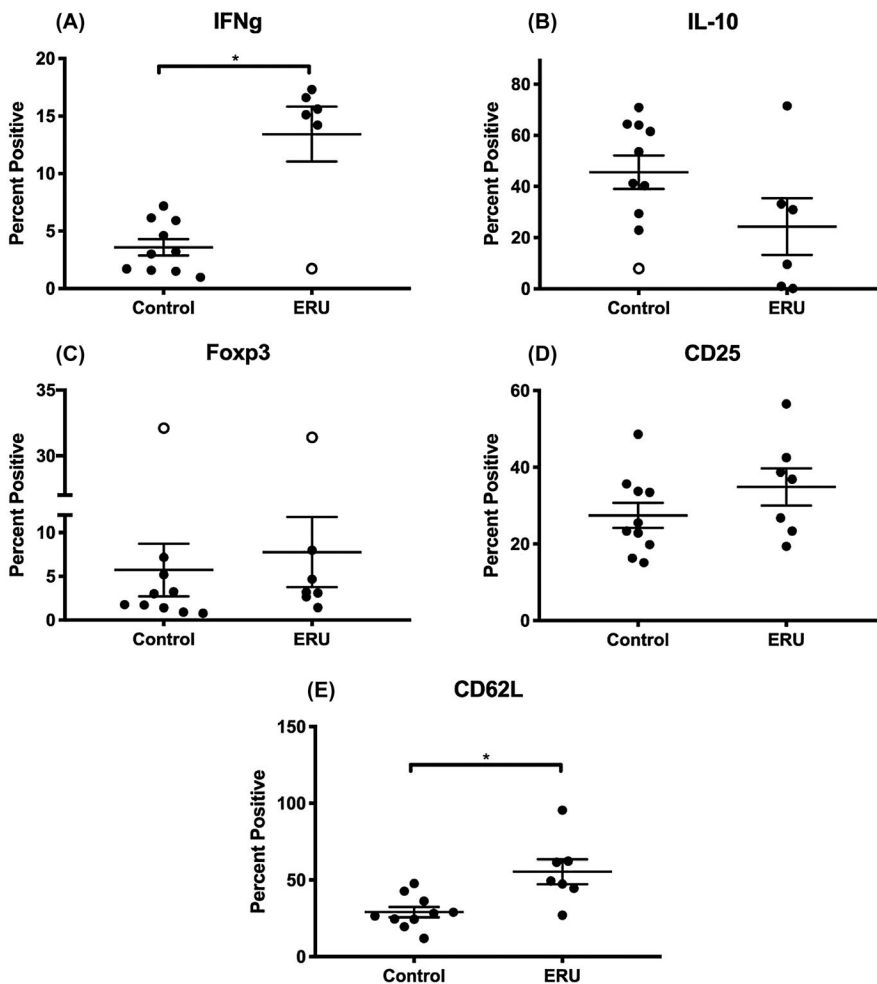 (A) IFNg
Percent Positive
20
15
10
5
0
*
Control ERU
(B) IL-10
Percent Positive
80
60
40
20
0
Control ERU
(C) Foxp3
Percent Positive
35
30
10
5
0
Control ERU
(D) CD25
Percent Positive
60
40
20
0
Control ERU
(E) CD62L
Percent Positive
150
100
50
0
*
Control ERU